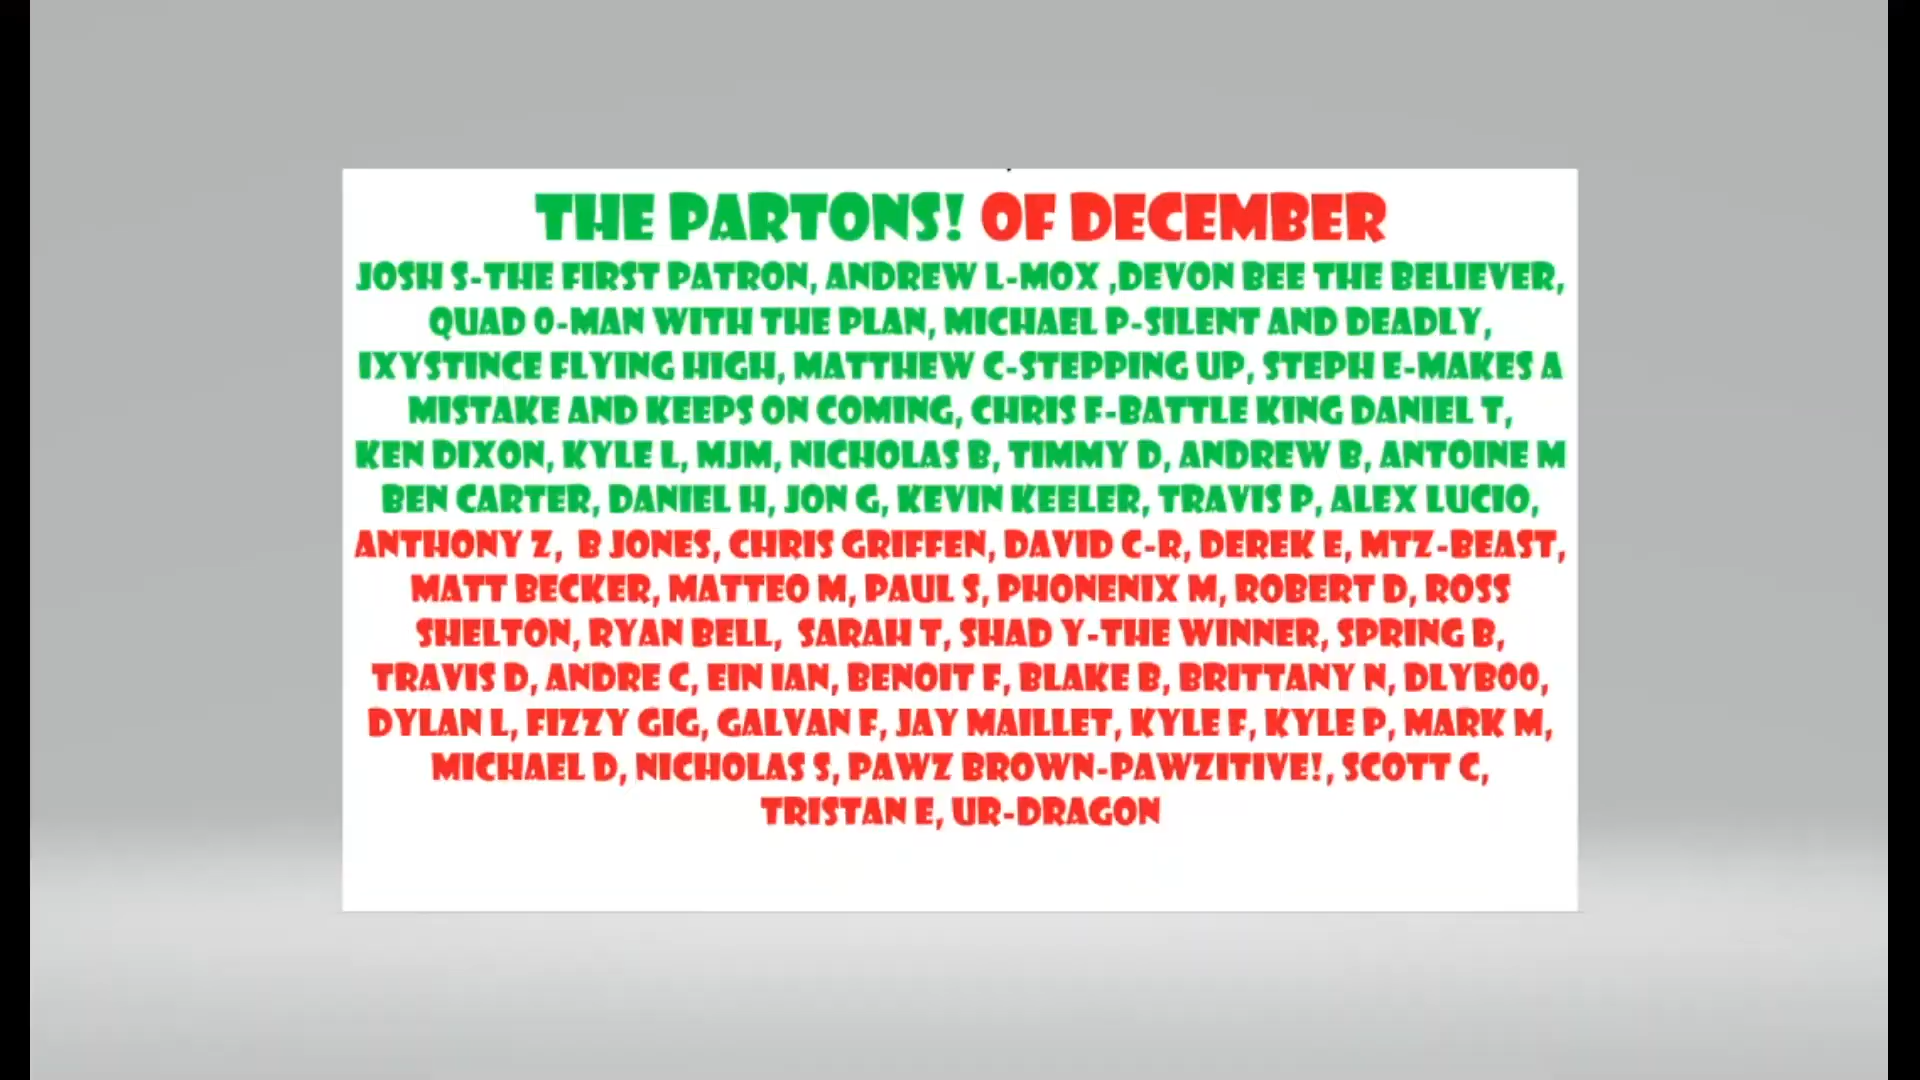 THE PARTONS! OF DECEMBER
JOSH S-THE FIRST PATRON, ANDREW L-MOX ,DEVON BEE THE BELIEVER,
QUAD 0-MAN WITH THE PLAN, MICHAEL P-SILENT AND DEADLY,
IXYSTINCE FLYING HIGH, MATTHEW C-STEPPING UP, STEPH E-MAKES A
MISTAKE AND KEEPS ON COMING, CHRIS F-BATTLE KING DANIEL T,
KEN DIXON, KYLE L, MJM, NICHOLAS B, TIMMY D, ANDREW B, ANTOINE M
BEN CARTER, DANIEL H, JON G, KEVIN KEELER, TRAVIS P, ALEX LUCIO,
ANTHONY Z, B JONES, CHRIS GRIFFEN, DAVID C-R, DEREK E, MTZ-BEAST,
MATT BECKER, MATTEO M, PAUL S, PHONENIX M, ROBERT D, ROSS
SHELTON, RYAN BELL, SARAH T, SHAD Y-THE WINNER, SPRING B,
TRAVIS D, ANDRE C, EIN IAN, BENOIT F, BLAKE B, BRITTANY N, DLYB00,
DYLAN L, FIZZY GIG, GALVAN F, JAY MAILLET, KYLE F, KYLE P, MARK M,
MICHAEL D, NICHOLAS S, PAWZ BROWN-PAWZITIVE!, SCOTT C,
TRISTAN E, UR-DRAGON